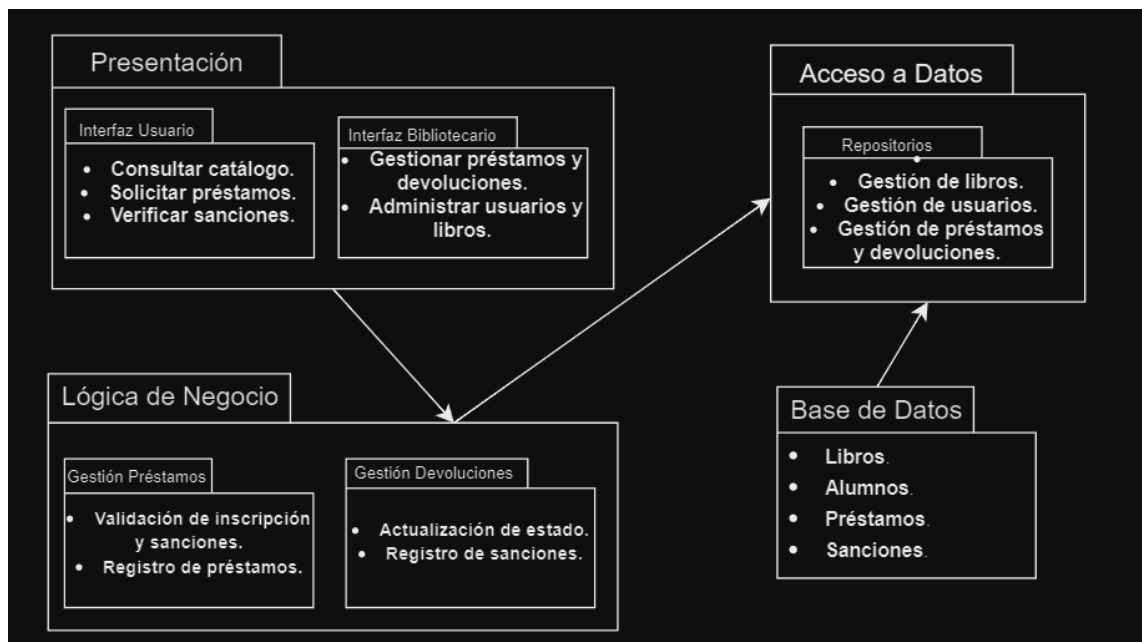 Presentación
Interfaz Usuario
• Consultar catálogo.
• Solicitar préstamos.
• Verificar sanciones.
Interfaz Bibliotecario
• Gestionar préstamos y
devoluciones.
• Administrar usuarios y
libros.
Acceso a Datos
Repositorios
• Gestión de libros.
• Gestión de usuarios.
• Gestión de préstamos
y devoluciones.
Lógica de Negocio
Gestión Préstamos
• Validación de inscripción
y sanciones.
• Registro de préstamos.
Gestión Devoluciones
• Actualización de estado.
• Registro de sanciones.
Base de Datos
• Libros.
• Alumnos.
• Préstamos.
• Sanciones.